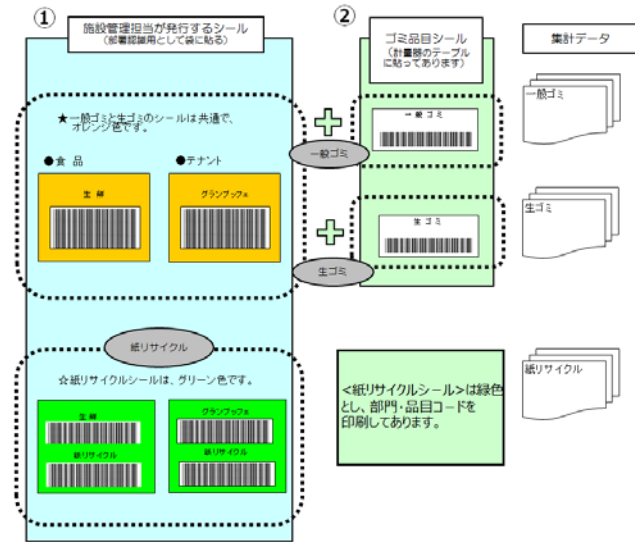 ①
施設管理担当が発行するシール
(部署認識用として袋に貼る)
★一般ゴミと生ゴミのシールは共通で、
オレンジ色です。
●食 品
●テナント
生 鮮
グランブッフェ
紙リサイクル
☆紙リサイクルシールは、グリーン色です。
生 鮮
紙リサイクル
グランブッフェ
紙リサイクル
②
ゴミ品目シール
(計量器のテーブル
に貼ってあります)
一般ゴミ
一 般 ゴ ミ
生ゴミ
生 ゴ ミ
<紙リサイクルシール>は緑色
とし、部門・品目コードを
印刷してあります。
集計データ
一般ゴミ
生ゴミ
紙リサイクル